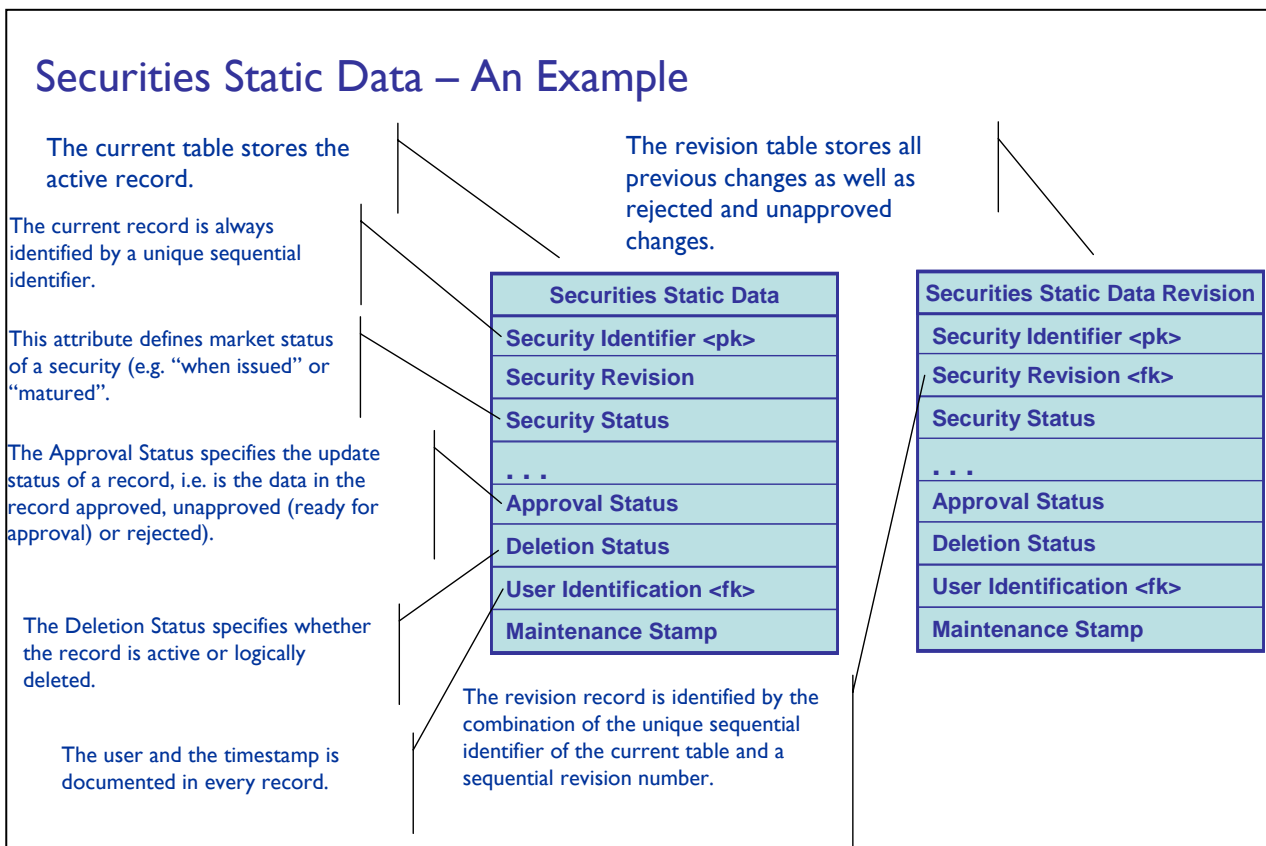 Securities Static Data – An Example
The current table stores the
active record.
The revision table stores all
previous changes as well as
rejected and unapproved
changes.
The current record is always
identified by a unique sequential
identifier.
This attribute defines market status
of a security (e.g. “when issued” or
“matured”.
The Approval Status specifies the update
status of a record, i.e. is the data in the
record approved, unapproved (ready for
approval) or rejected).
The Deletion Status specifies whether
the record is active or logically
deleted.
The user and the timestamp is
documented in every record.
Securities Static Data
Security Identifier <pk>
Security Revision
Security Status
. . .
Approval Status
Deletion Status
User Identification <fk>
Maintenance Stamp
Securities Static Data Revision
Security Identifier <pk>
Security Revision <fk>
Security Status
. . .
Approval Status
Deletion Status
User Identification <fk>
Maintenance Stamp
The revision record is identified by the
combination of the unique sequential
identifier of the current table and a
sequential revision number.